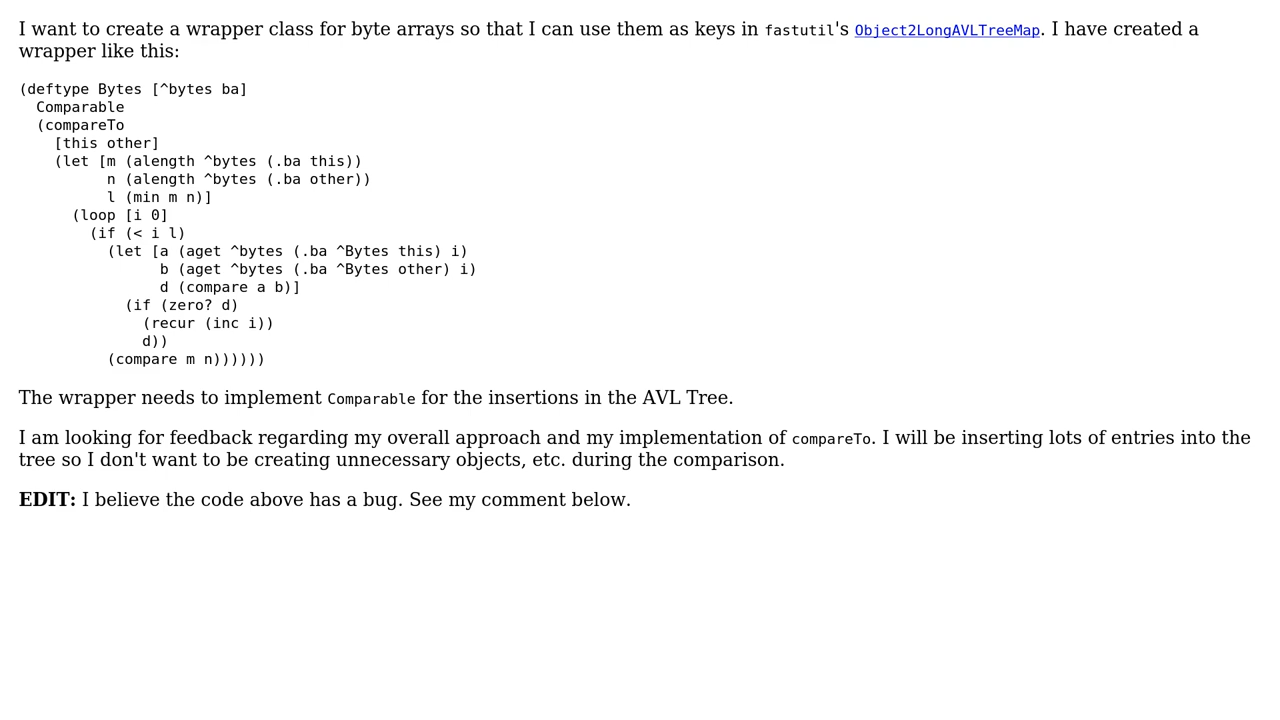 I want to create a wrapper class for byte arrays so that I can use them as keys in fastutil's Object2LongAVLTreeMap. I have created a
wrapper like this:
(deftype Bytes [^bytes ba]
  Comparable
  (compareTo
    [this other]
    (let [m (alength ^bytes (.ba this))
          n (alength ^bytes (.ba other))
          l (min m n)]
      (loop [i 0]
        (if (< i l)
          (let [a (aget ^bytes (.ba ^Bytes this) i)
                b (aget ^bytes (.ba ^Bytes other) i)
                d (compare a b)]
            (if (zero? d)
              (recur (inc i))
              d))
          (compare m n))))))
The wrapper needs to implement Comparable for the insertions in the AVL Tree.
I am looking for feedback regarding my overall approach and my implementation of compareTo. I will be inserting lots of entries into the
tree so I don't want to be creating unnecessary objects, etc. during the comparison.
EDIT: I believe the code above has a bug. See my comment below.